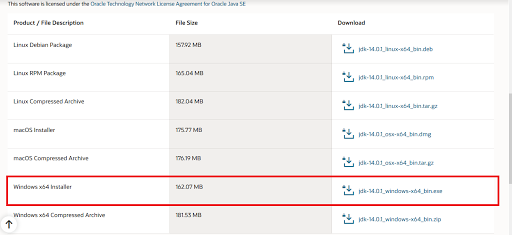 This software is licensed under the Oracle Technology Network License Agreement for Oracle Java SE
Product / File Description File Size Download
Linux Debian Package 157.92 MB jdk-14.0.1_linux-x64_bin.deb
Linux RPM Package 165.04 MB jdk-14.0.1_linux-x64_bin.rpm
Linux Compressed Archive 182.04 MB jdk-14.0.1_linux-x64_bin.tar.gz
macOS Installer 175.77 MB jdk-14.0.1_osx-x64_bin.dmg
macOS Compressed Archive 176.19 MB jdk-14.0.1_osx-x64_bin.tar.gz
Windows x64 Installer 162.07 MB jdk-14.0.1_windows-x64_bin.exe
Windows x64 Compressed Archive 181.53 MB jdk-14.0.1_windows-x64_bin.zip